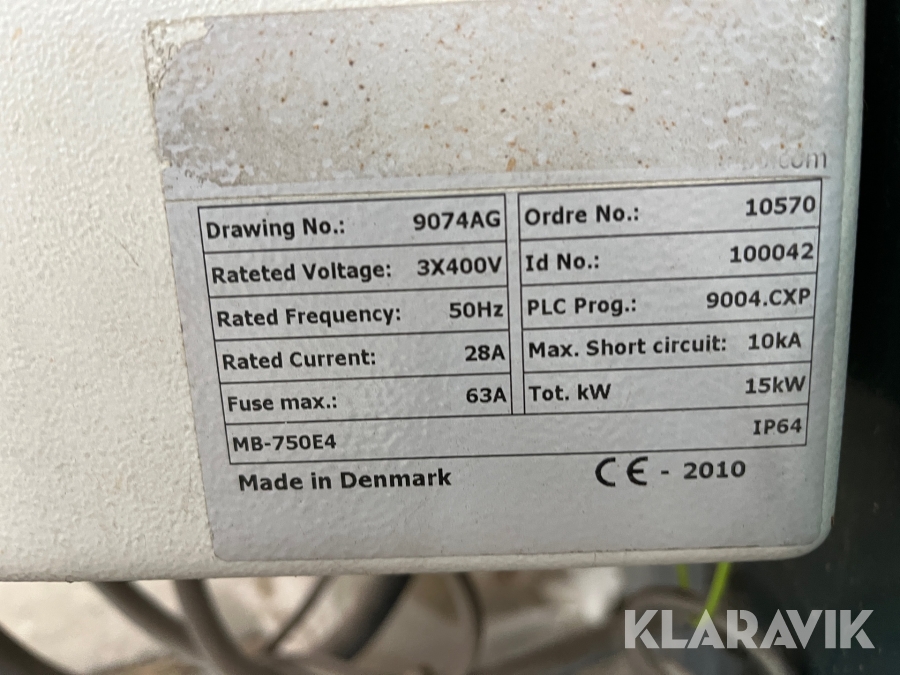 Drawing No.: 9074AG
Rateted Voltage: 3X400V
Rated Frequency: 50Hz
Rated Current: 28A
Fuse max.: 63A
Ordre No.: 10570
Id No.: 100042
PLC Prog.: 9004.CXP
Max. Short circuit: 10kA
Tot. kW 15kW
MB-750E4 IP64
Made in Denmark CE - 2010
KLARAVIK